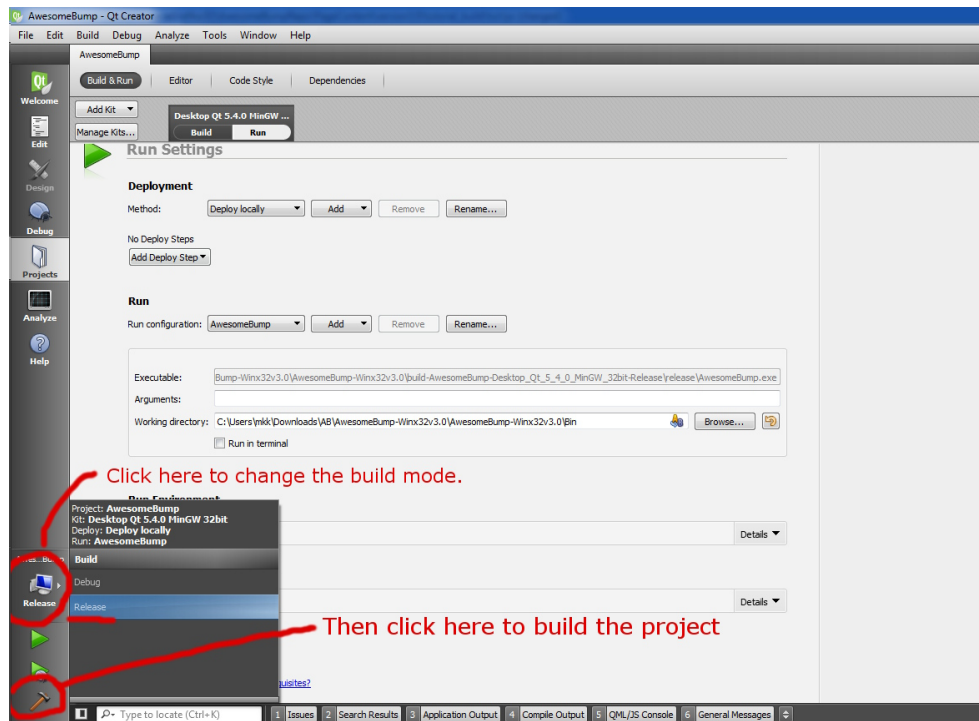 AwesomeBump - Qt Creator
File Edit Build Debug Analyze Tools Window Help
AwesomeBump
Qt
Welcome
Edit
Design
Debug
Projects
Analyze
Help
Build & Run Editor Code Style Dependencies
Add Kit
Manage Kits...
Desktop Qt 5.4.0 MinGW ...
Build Run
Run Settings
Deployment
Method: Deploy locally Add Remove Rename...
No Deploy Steps
Add Deploy Step
Run
Run configuration: AwesomeBump Add Remove Rename...
Executable: Bump-Winx32v3.0\AwesomeBump-Winx32v3.0\build-AwesomeBump-Desktop_Qt_5_4_0_MinGW_32bit-Release\release\AwesomeBump.exe
Arguments:
Working directory: C:\Users\mkk\Downloads\AB\AwesomeBump-Winx32v3.0\AwesomeBump-Winx32v3.0\Bin Browse...
Run in terminal
Click here to change the build mode.
Run Environment
Project: AwesomeBump
Kit: Desktop Qt 5.4.0 MinGW 32bit
Deploy: Deploy locally
Run: AwesomeBump
Details
Build
Debug
Release
Release
Details
Then click here to build the project
uisites?
Type to locate (Ctrl+K) 1 Issues 2 Search Results 3 Application Output 4 Compile Output 5 QML/JS Console 6 General Messages